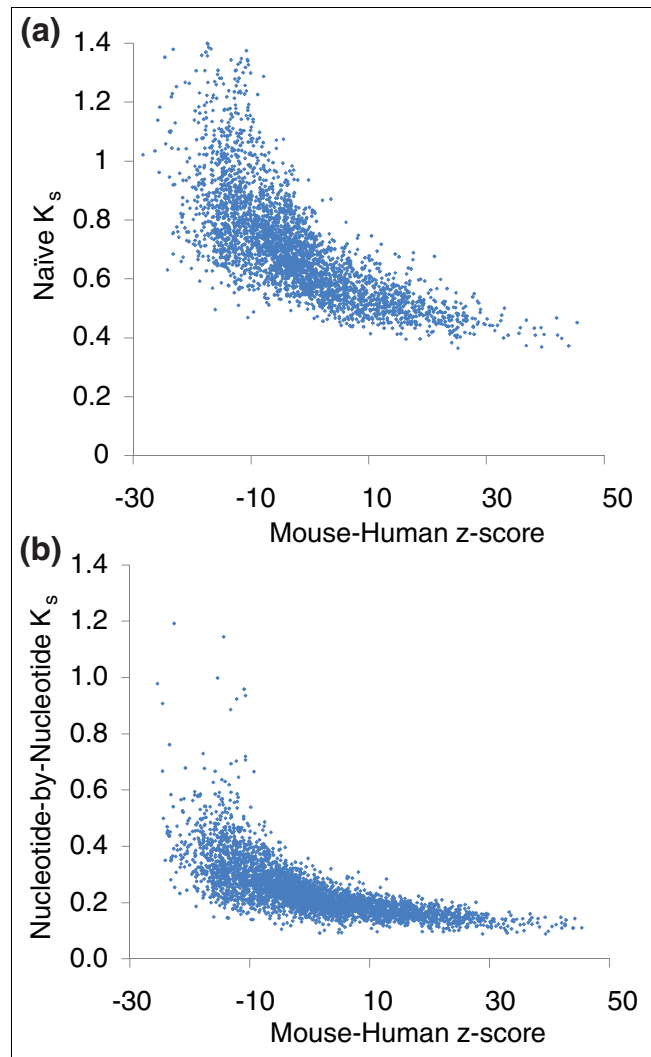 (a)
1.4
1.2
1
0.8
0.6
0.4
0.2
0
Naïve Ks
-30 -10 10 30 50
Mouse-Human z-score
(b)
1.4
1.2
1.0
0.8
0.6
0.4
0.2
0.0
Nucleotide-by-Nucleotide Ks
-30 -10 10 30 50
Mouse-Human z-score